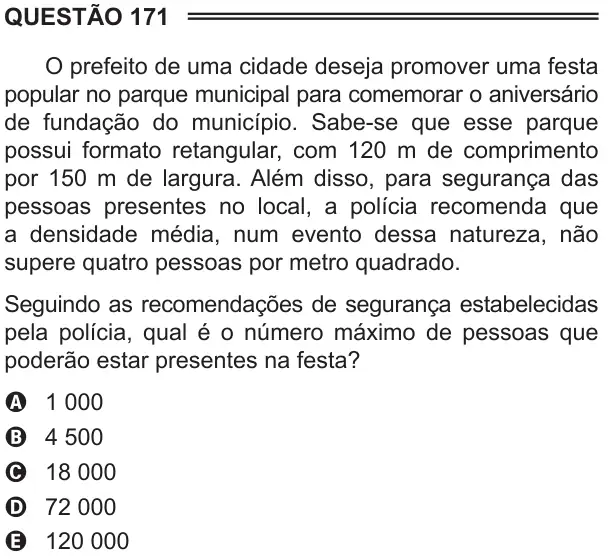 QUESTÃO 171
O prefeito de uma cidade deseja promover uma festa
popular no parque municipal para comemorar o aniversário
de fundação do município. Sabe-se que esse parque
possui formato retangular, com 120 m de comprimento
por 150 m de largura. Além disso, para segurança das
pessoas presentes no local, a polícia recomenda que
a densidade média, num evento dessa natureza, não
supere quatro pessoas por metro quadrado.
Seguindo as recomendações de segurança estabelecidas
pela polícia, qual é o número máximo de pessoas que
poderão estar presentes na festa?
A 1 000
B 4 500
C 18 000
D 72 000
E 120 000